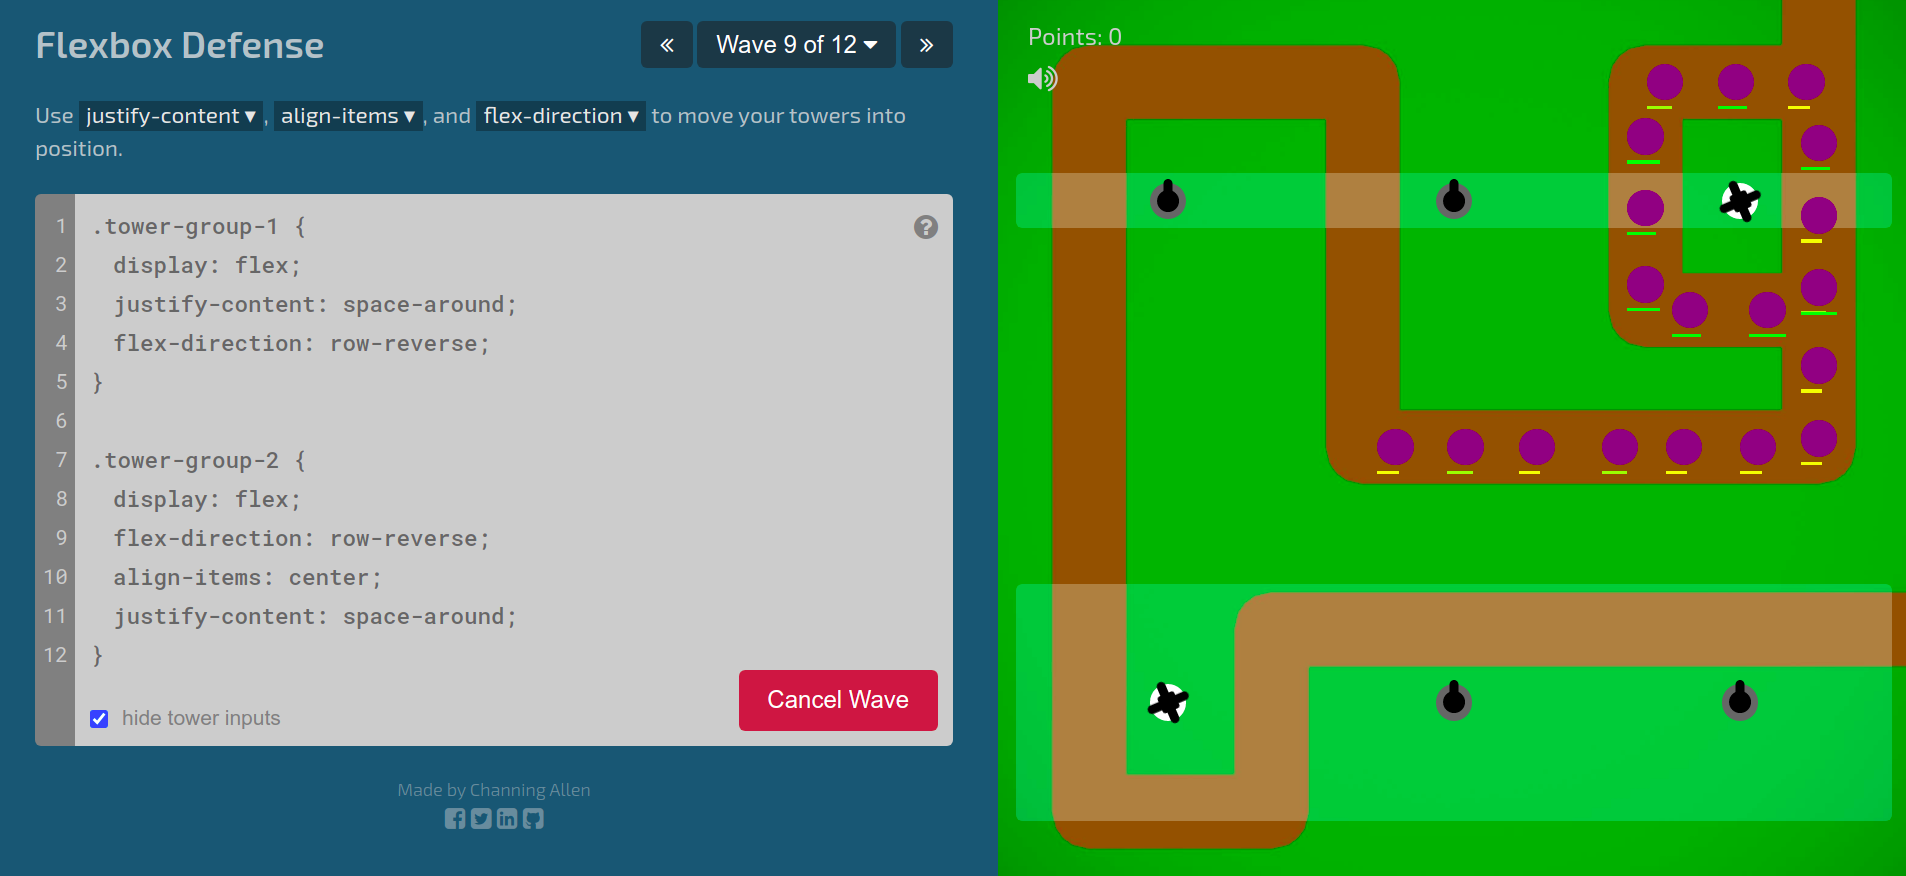 Flexbox Defense
« Wave 9 of 12 »
Use justify-content ▾, align-items ▾, and flex-direction ▾ to move your towers into
position.
1 .tower-group-1 {
2 display: flex;
3 justify-content: space-around;
4 flex-direction: row-reverse;
5 }
6
7 .tower-group-2 {
8 display: flex;
9 flex-direction: row-reverse;
10 align-items: center;
11 justify-content: space-around;
12 }
?
Cancel Wave
hide tower inputs
Made by Channing Allen
Points: 0